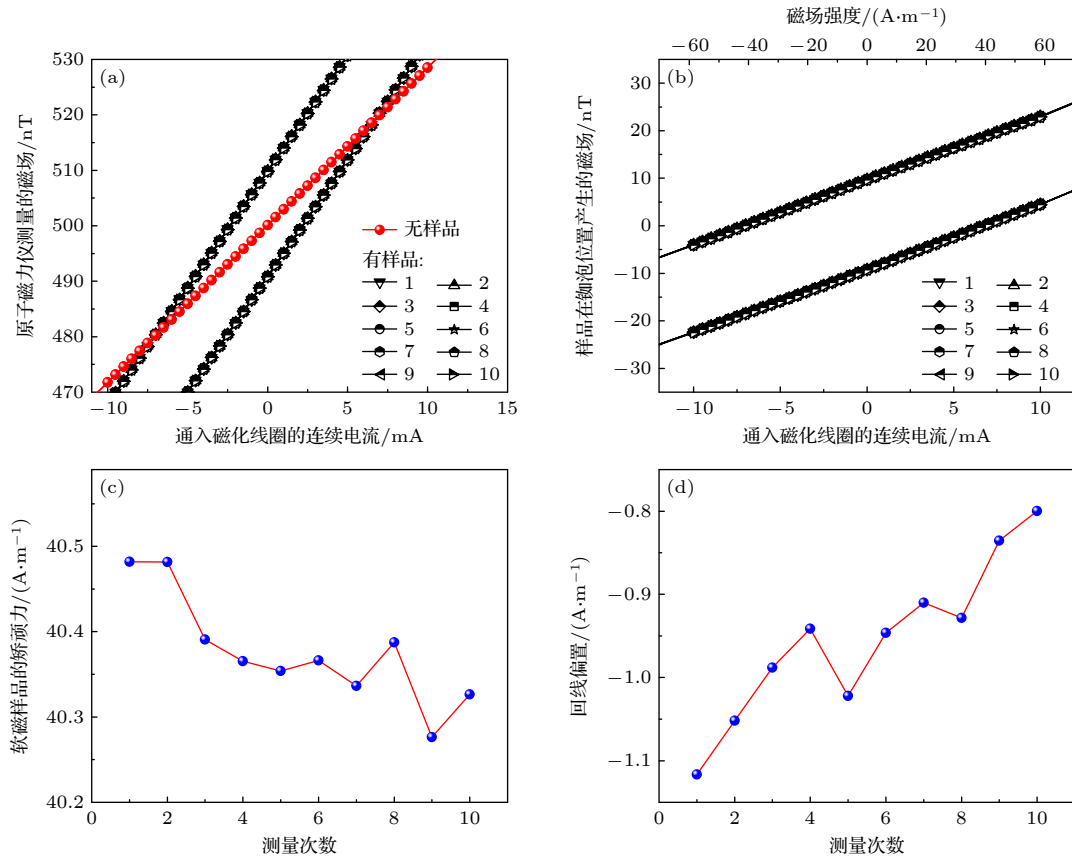 (a)
530
520
510
500
490
480
470
−10
−5
0
5
10
15
原子磁力仪测量的磁场/nT
通入磁化线圈的连续电流/mA
无样品
有样品:
1 2
3 4
5 6
7 8
9 10
磁场强度/(A·m⁻¹)
−60 −40 −20 0 20 40 60
(b)
30
20
10
0
−10
−20
−30
−10
−5
0
5
10
样品在铷泡位置产生的磁场/nT
通入磁化线圈的连续电流/mA
1 2
3 4
5 6
7 8
9 10
(c)
40.5
40.4
40.3
40.2
0 2 4 6 8 10
软磁样品的矫顽力/(A·m⁻¹)
测量次数
(d)
−0.8
−0.9
−1.0
−1.1
0 2 4 6 8 10
回线偏置/(A·m⁻¹)
测量次数